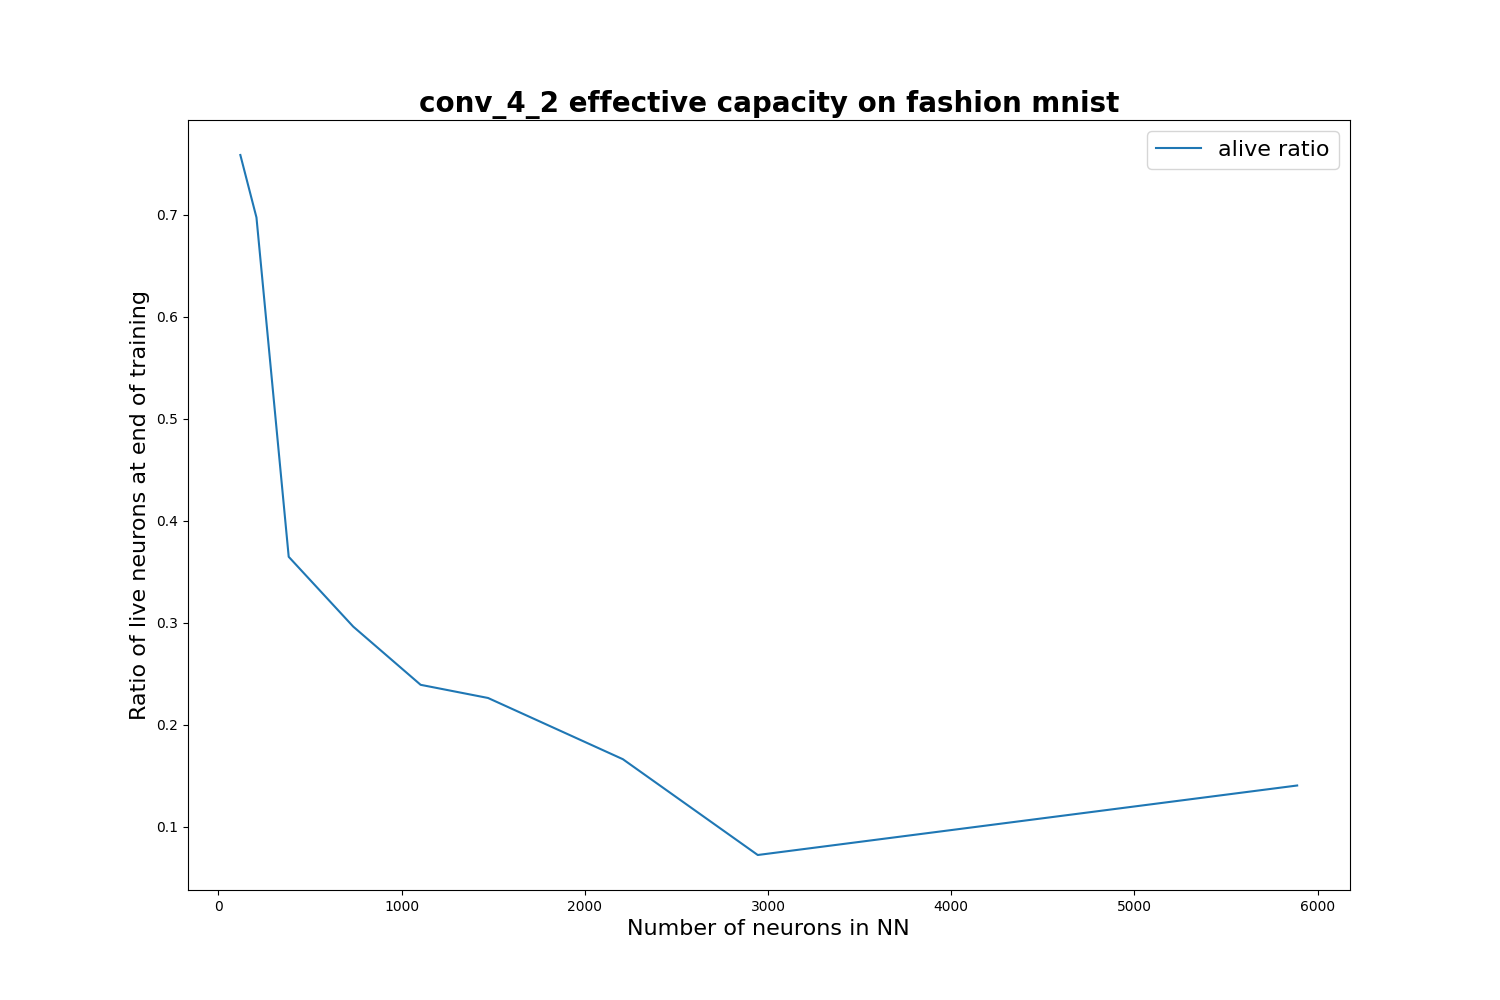 conv_4_2 effective capacity on fashion mnist
alive ratio
Ratio of live neurons at end of training
0.7
0.6
0.5
0.4
0.3
0.2
0.1
0 1000 2000 3000 4000 5000 6000
Number of neurons in NN